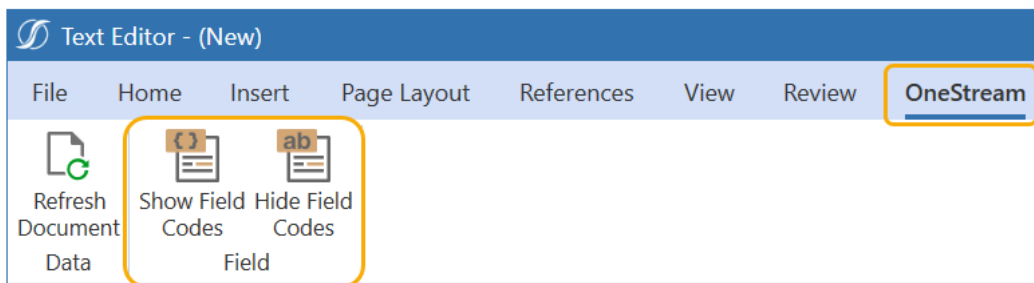 Text Editor - (New)
File Home Insert Page Layout References View Review OneStream
{ } ab
Refresh Show Field Hide Field
Document Codes Codes
Data Field